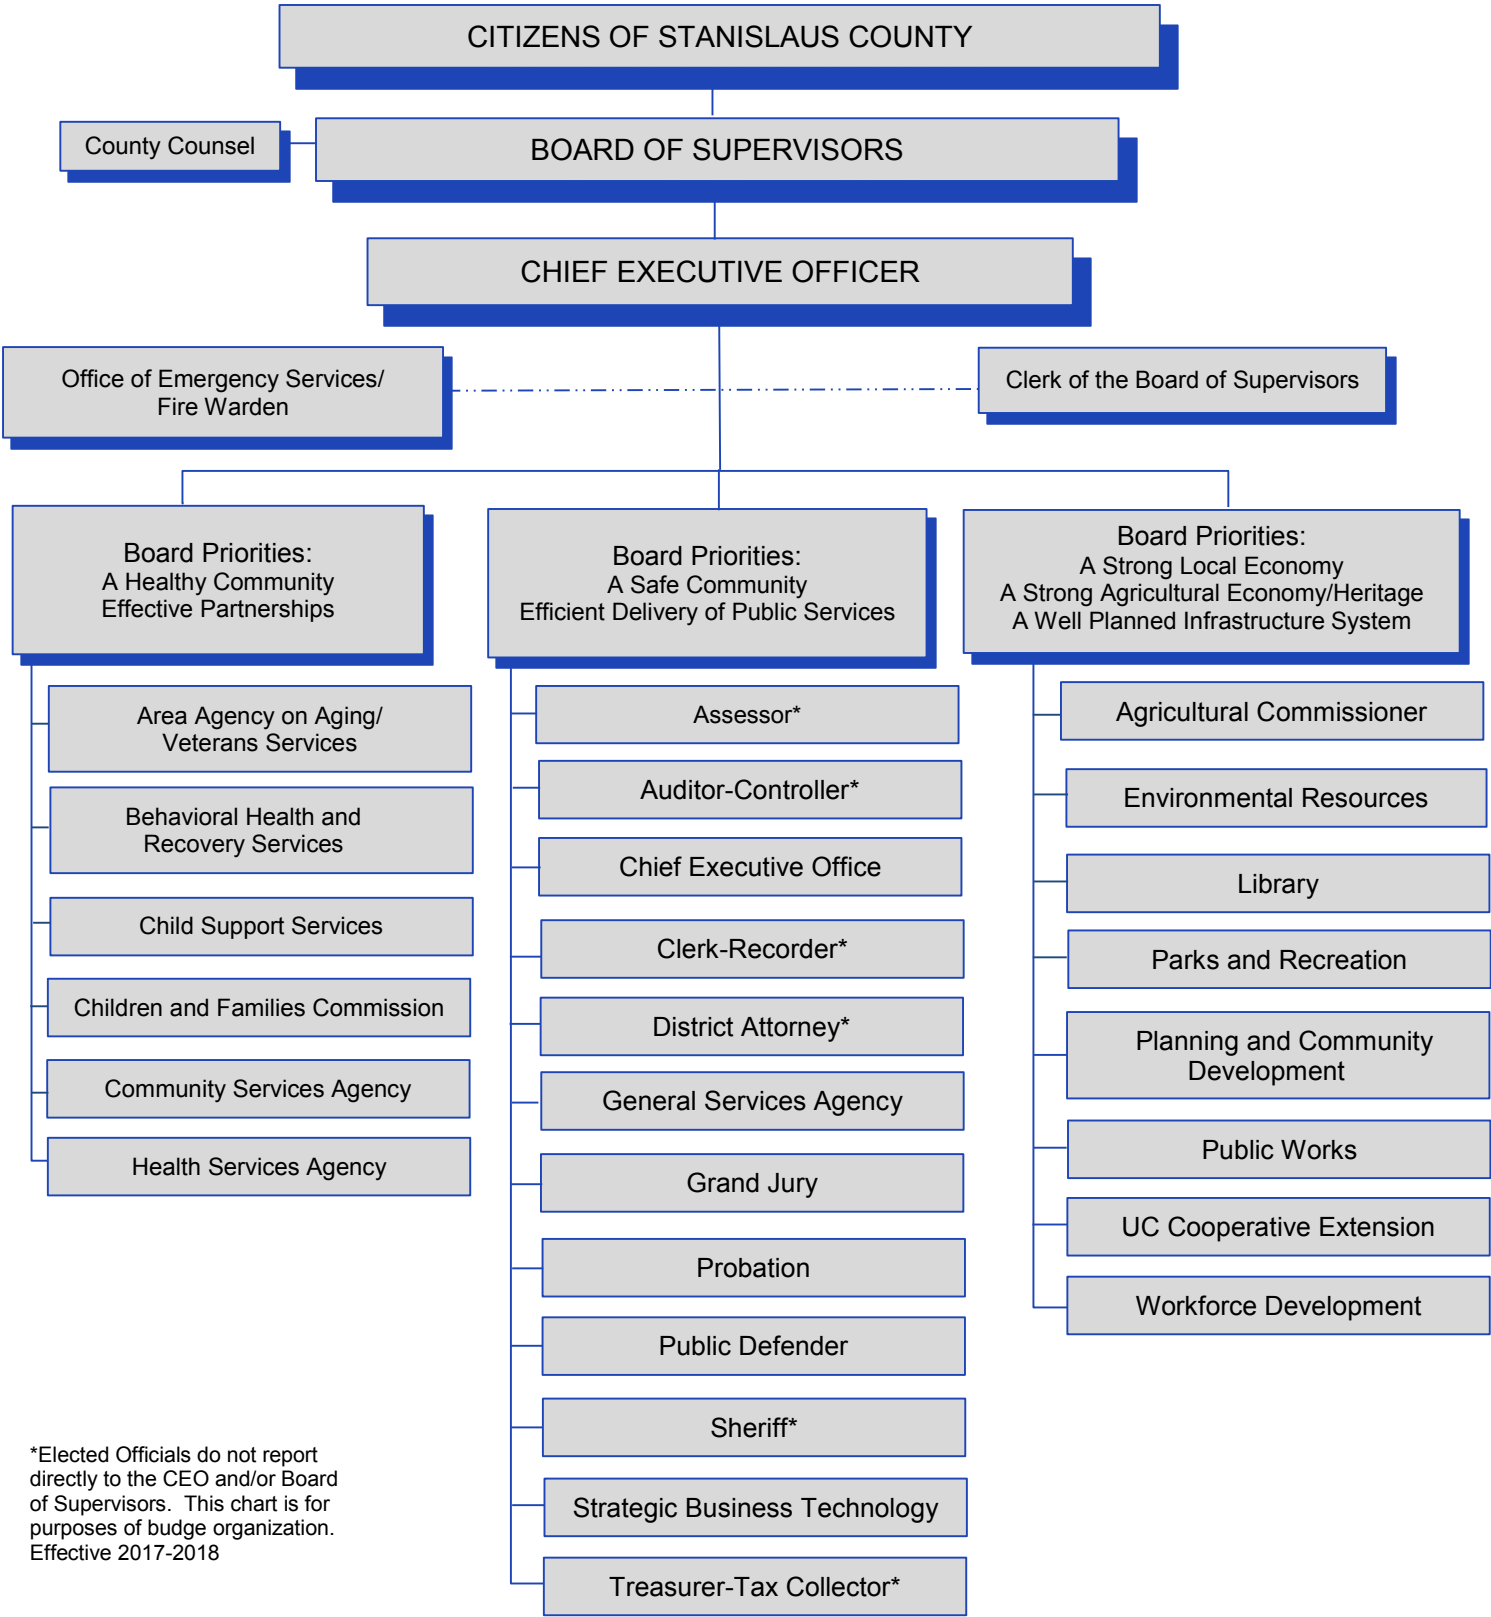 CITIZENS OF STANISLAUS COUNTY
County Counsel
BOARD OF SUPERVISORS
CHIEF EXECUTIVE OFFICER
Office of Emergency Services/
Fire Warden
Clerk of the Board of Supervisors
Board Priorities:
A Healthy Community
Effective Partnerships
Area Agency on Aging/
Veterans Services
Behavioral Health and
Recovery Services
Child Support Services
Children and Families Commission
Community Services Agency
Health Services Agency
Board Priorities:
A Safe Community
Efficient Delivery of Public Services
Assessor*
Auditor-Controller*
Chief Executive Office
Clerk-Recorder*
District Attorney*
General Services Agency
Grand Jury
Probation
Public Defender
Sheriff*
Strategic Business Technology
Treasurer-Tax Collector*
Board Priorities:
A Strong Local Economy
A Strong Agricultural Economy/Heritage
A Well Planned Infrastructure System
Agricultural Commissioner
Environmental Resources
Library
Parks and Recreation
Planning and Community
Development
Public Works
UC Cooperative Extension
Workforce Development
*Elected Officials do not report
directly to the CEO and/or Board
of Supervisors.  This chart is for
purposes of budge organization.
Effective 2017-2018